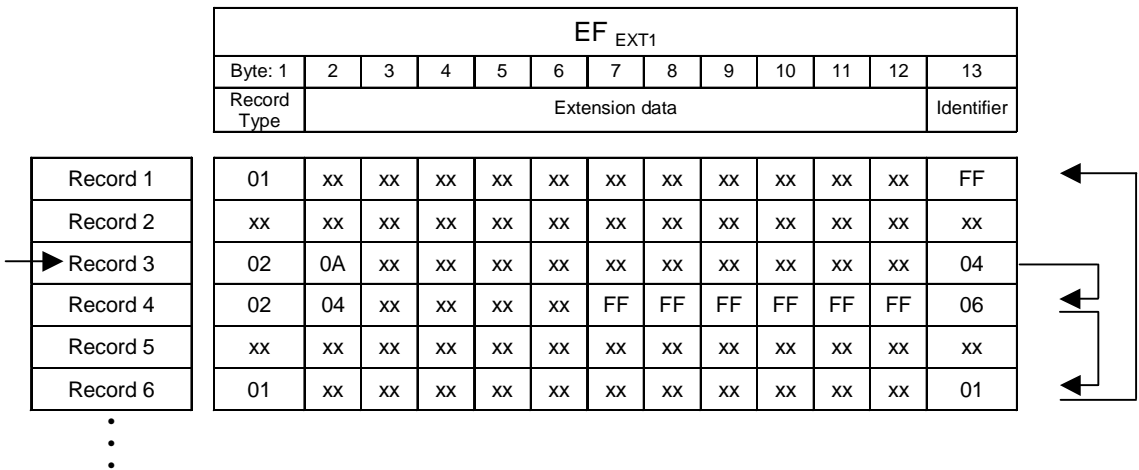 EF EXT1
Byte: 1 2 3 4 5 6 7 8 9 10 11 12 13
Record Type Extension data Identifier
Record 1 01 xx xx xx xx xx xx xx xx xx xx xx FF
Record 2 xx xx xx xx xx xx xx xx xx xx xx xx xx
Record 3 02 0A xx xx xx xx xx xx xx xx xx xx 04
Record 4 02 04 xx xx xx xx FF FF FF FF FF FF 06
Record 5 xx xx xx xx xx xx xx xx xx xx xx xx xx
Record 6 01 xx xx xx xx xx xx xx xx xx xx xx 01